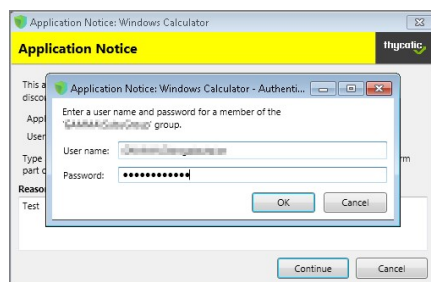 Application Notice: Windows Calculator
Application Notice
thycotic
This a
disco
Application Notice: Windows Calculator - Authenti...
Enter a user name and password for a member of the
group.
Appl
User
User name:
Type
rm
part o
Password:
Reaso
Test
OK
Cancel
Continue
Cancel